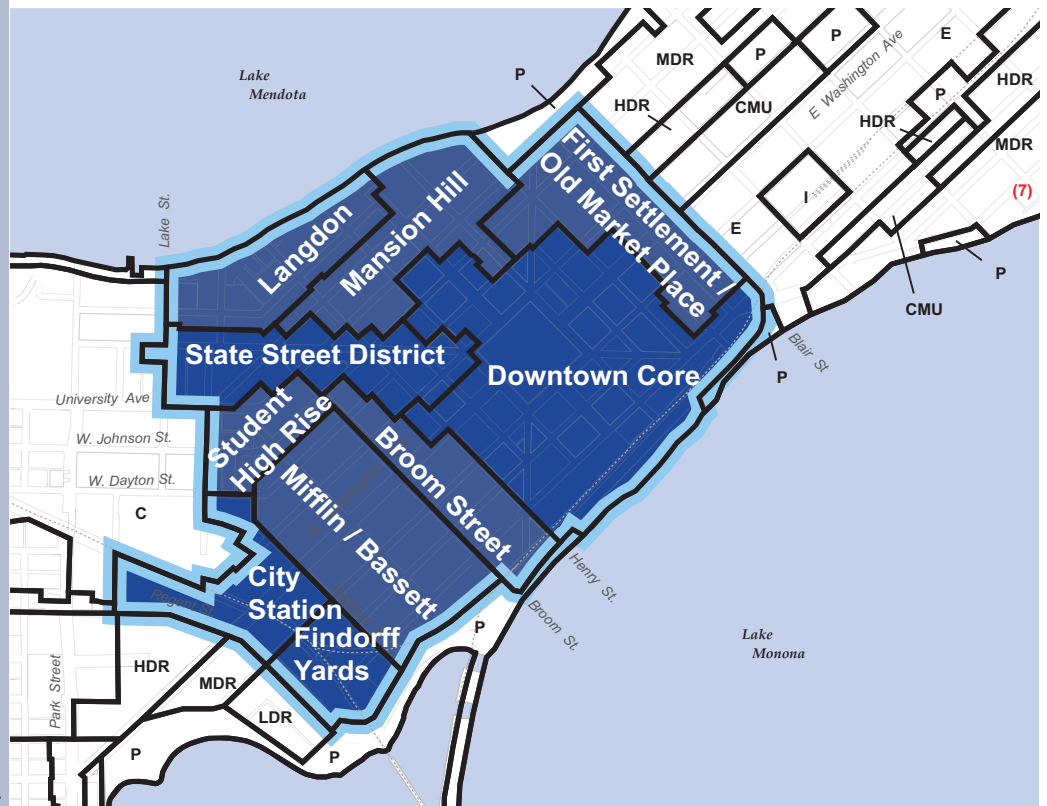 Lake
Mendota
P
MDR
P
P
E
HDR
CMU
E Washington Ave
P
HDR
HDR
MDR
(7)
I
E
P
CMU
P
Blair St
Lake St.
Langdon
Mansion Hill
First Settlement /
Old Market Place
State Street District
Downtown Core
University Ave
W. Johnson St.
W. Dayton St.
C
Student
High Rise
Broom Street
Mifflin / Bassett
City
Station
Findorff
Yards
Regent St.
Henry St.
Broom St.
Lake
Monona
P
HDR
MDR
LDR
P
P
Park Street